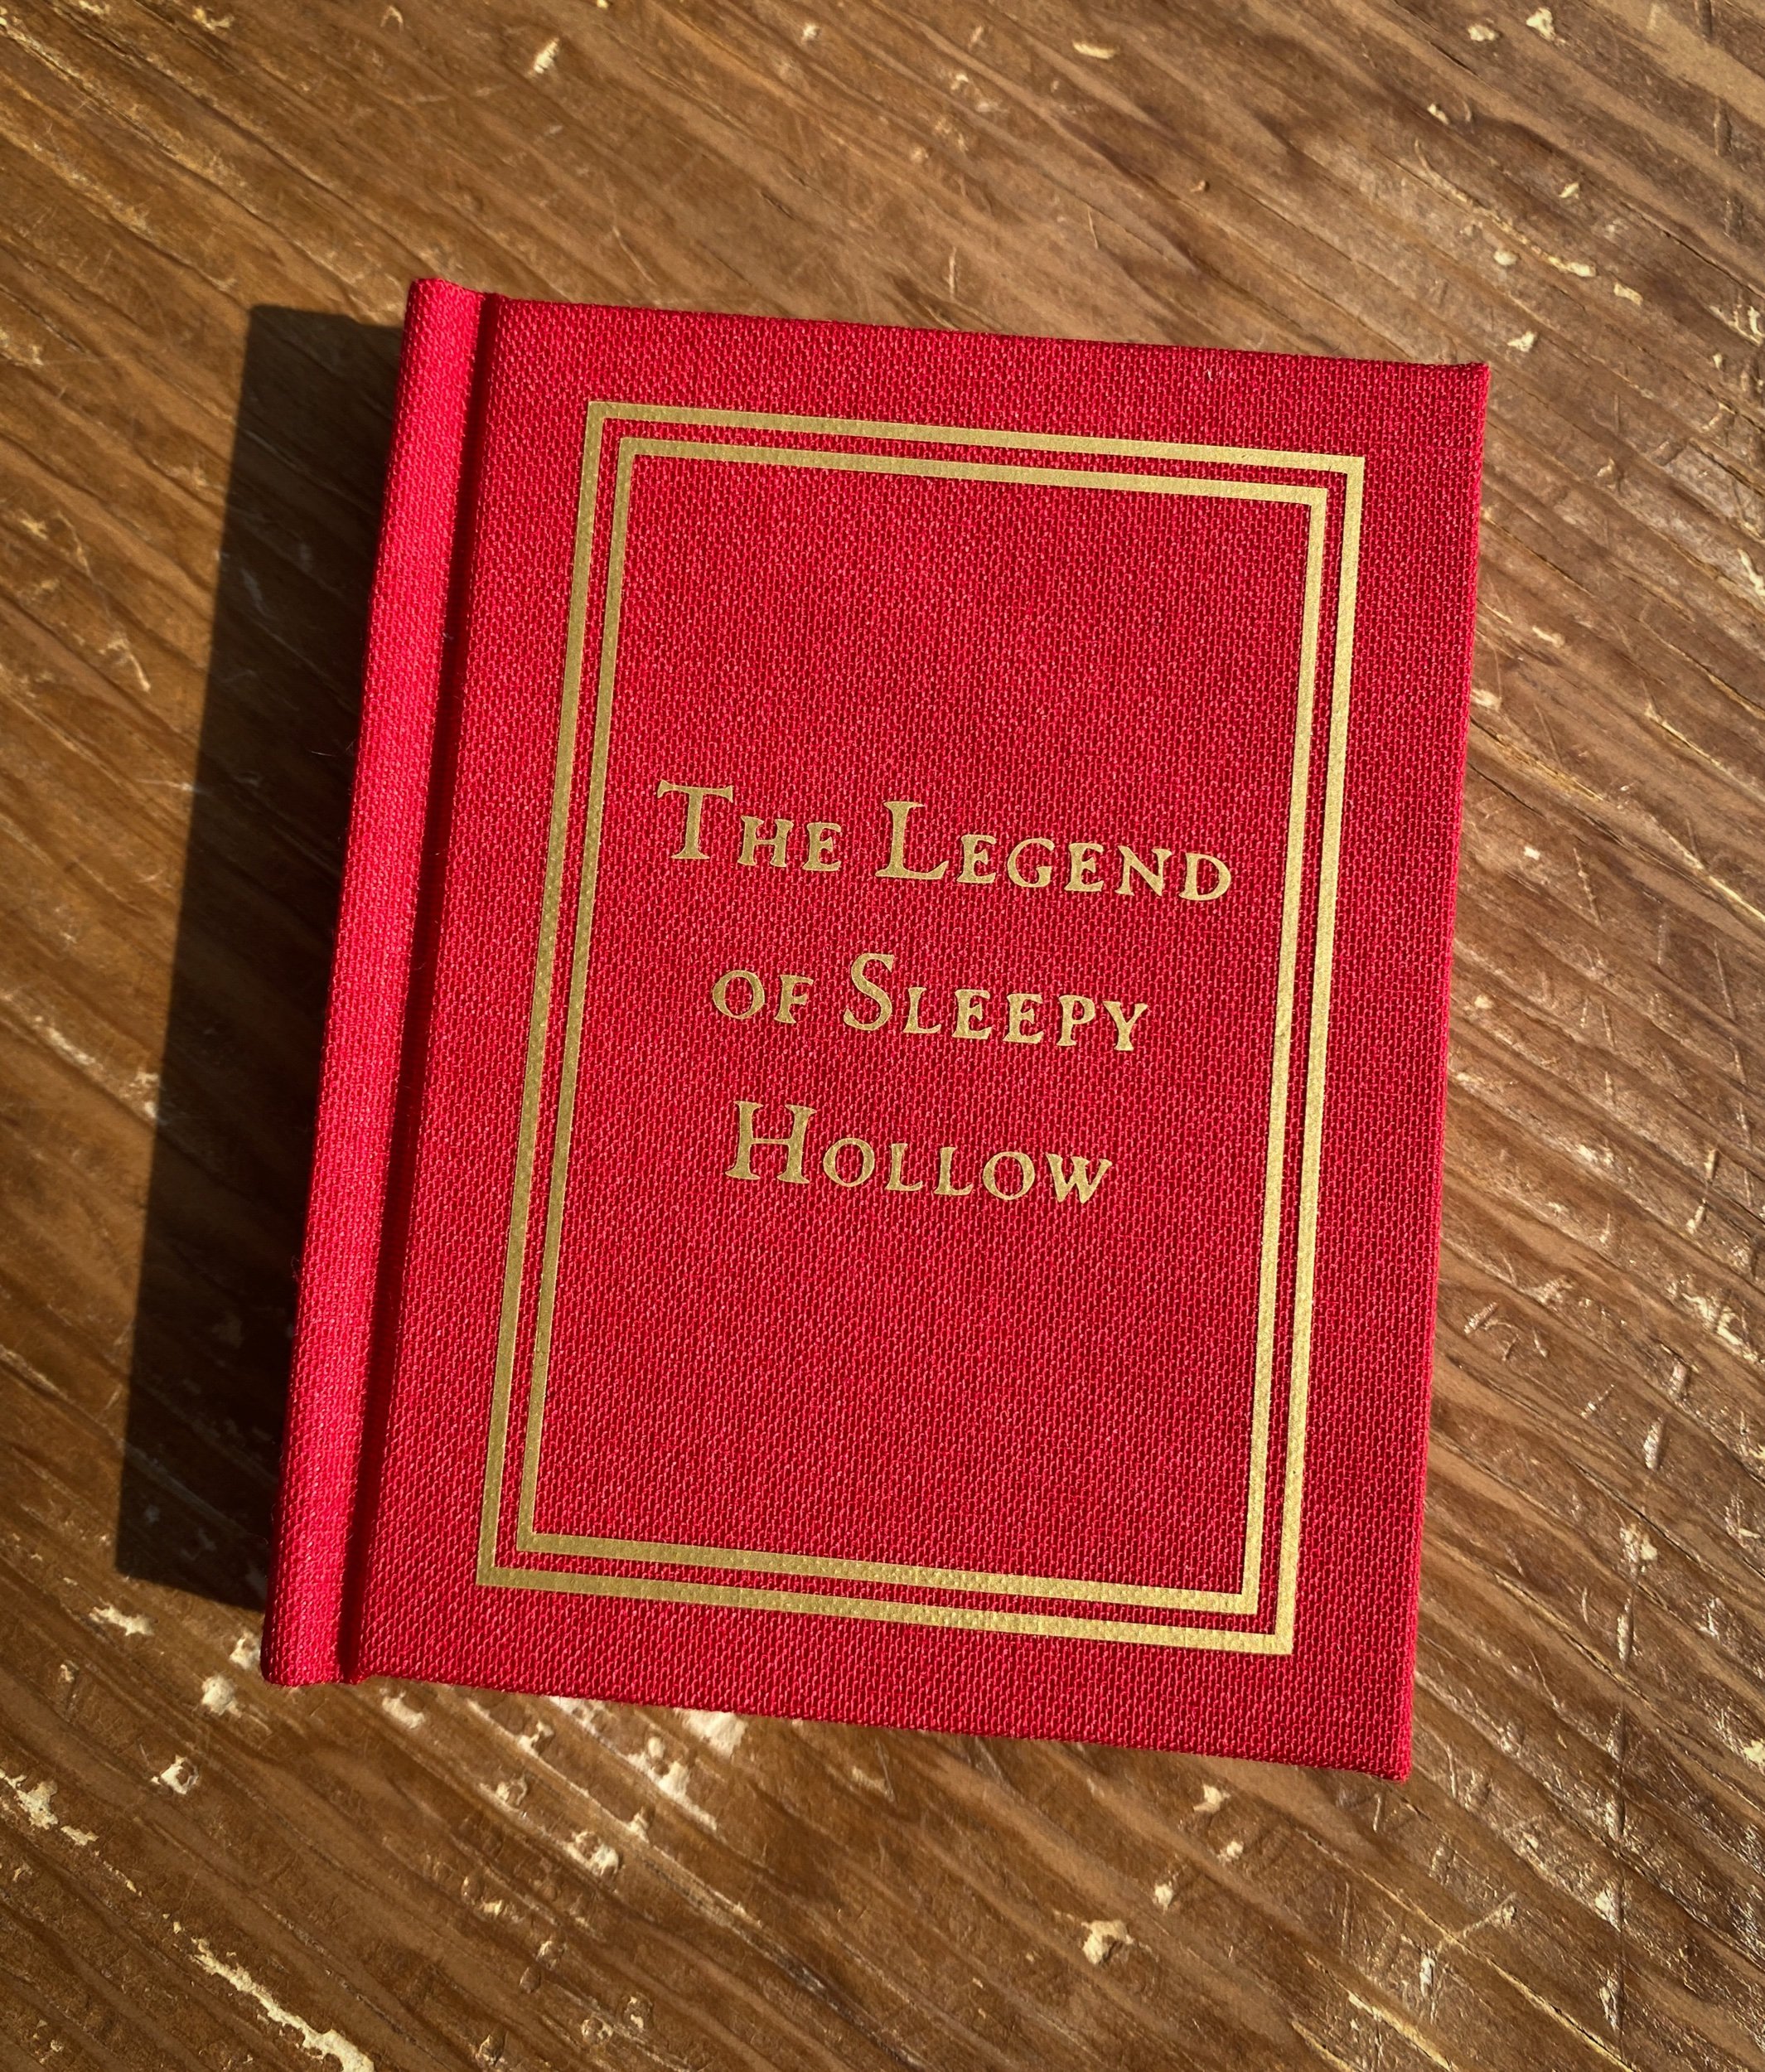 The Legend
of Sleepy
Hollow